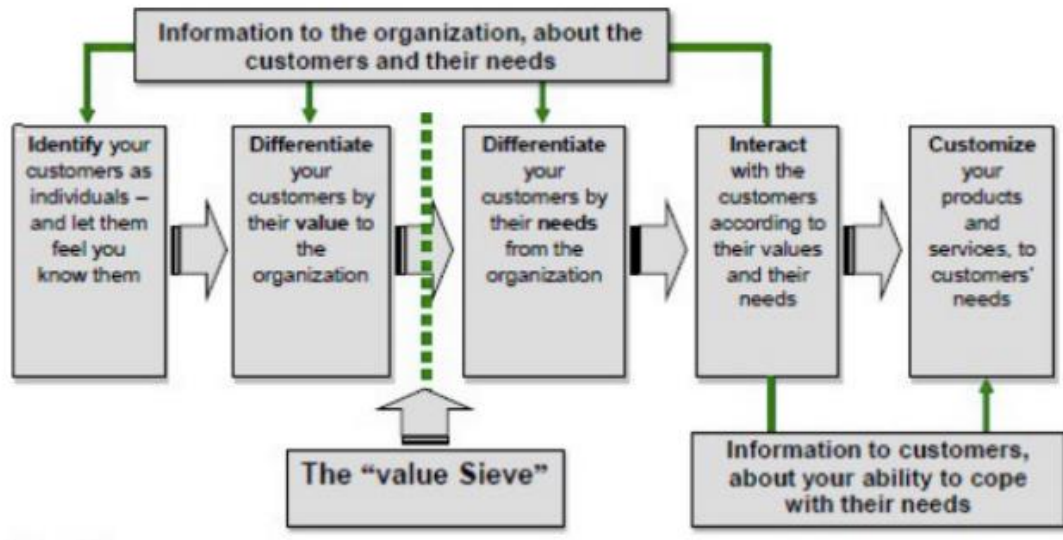 Information to the organization, about the
customers and their needs
Identify your
customers as
individuals –
and let them
feel you
know them
Differentiate
your
customers by
their value to
the
organization
Differentiate
your
customers by
their needs
from the
organization
Interact
with the
customers
according to
their values
and their
needs
Customize
your
products
and
services, to
customers'
needs
The “value Sieve”
Information to customers,
about your ability to cope
with their needs